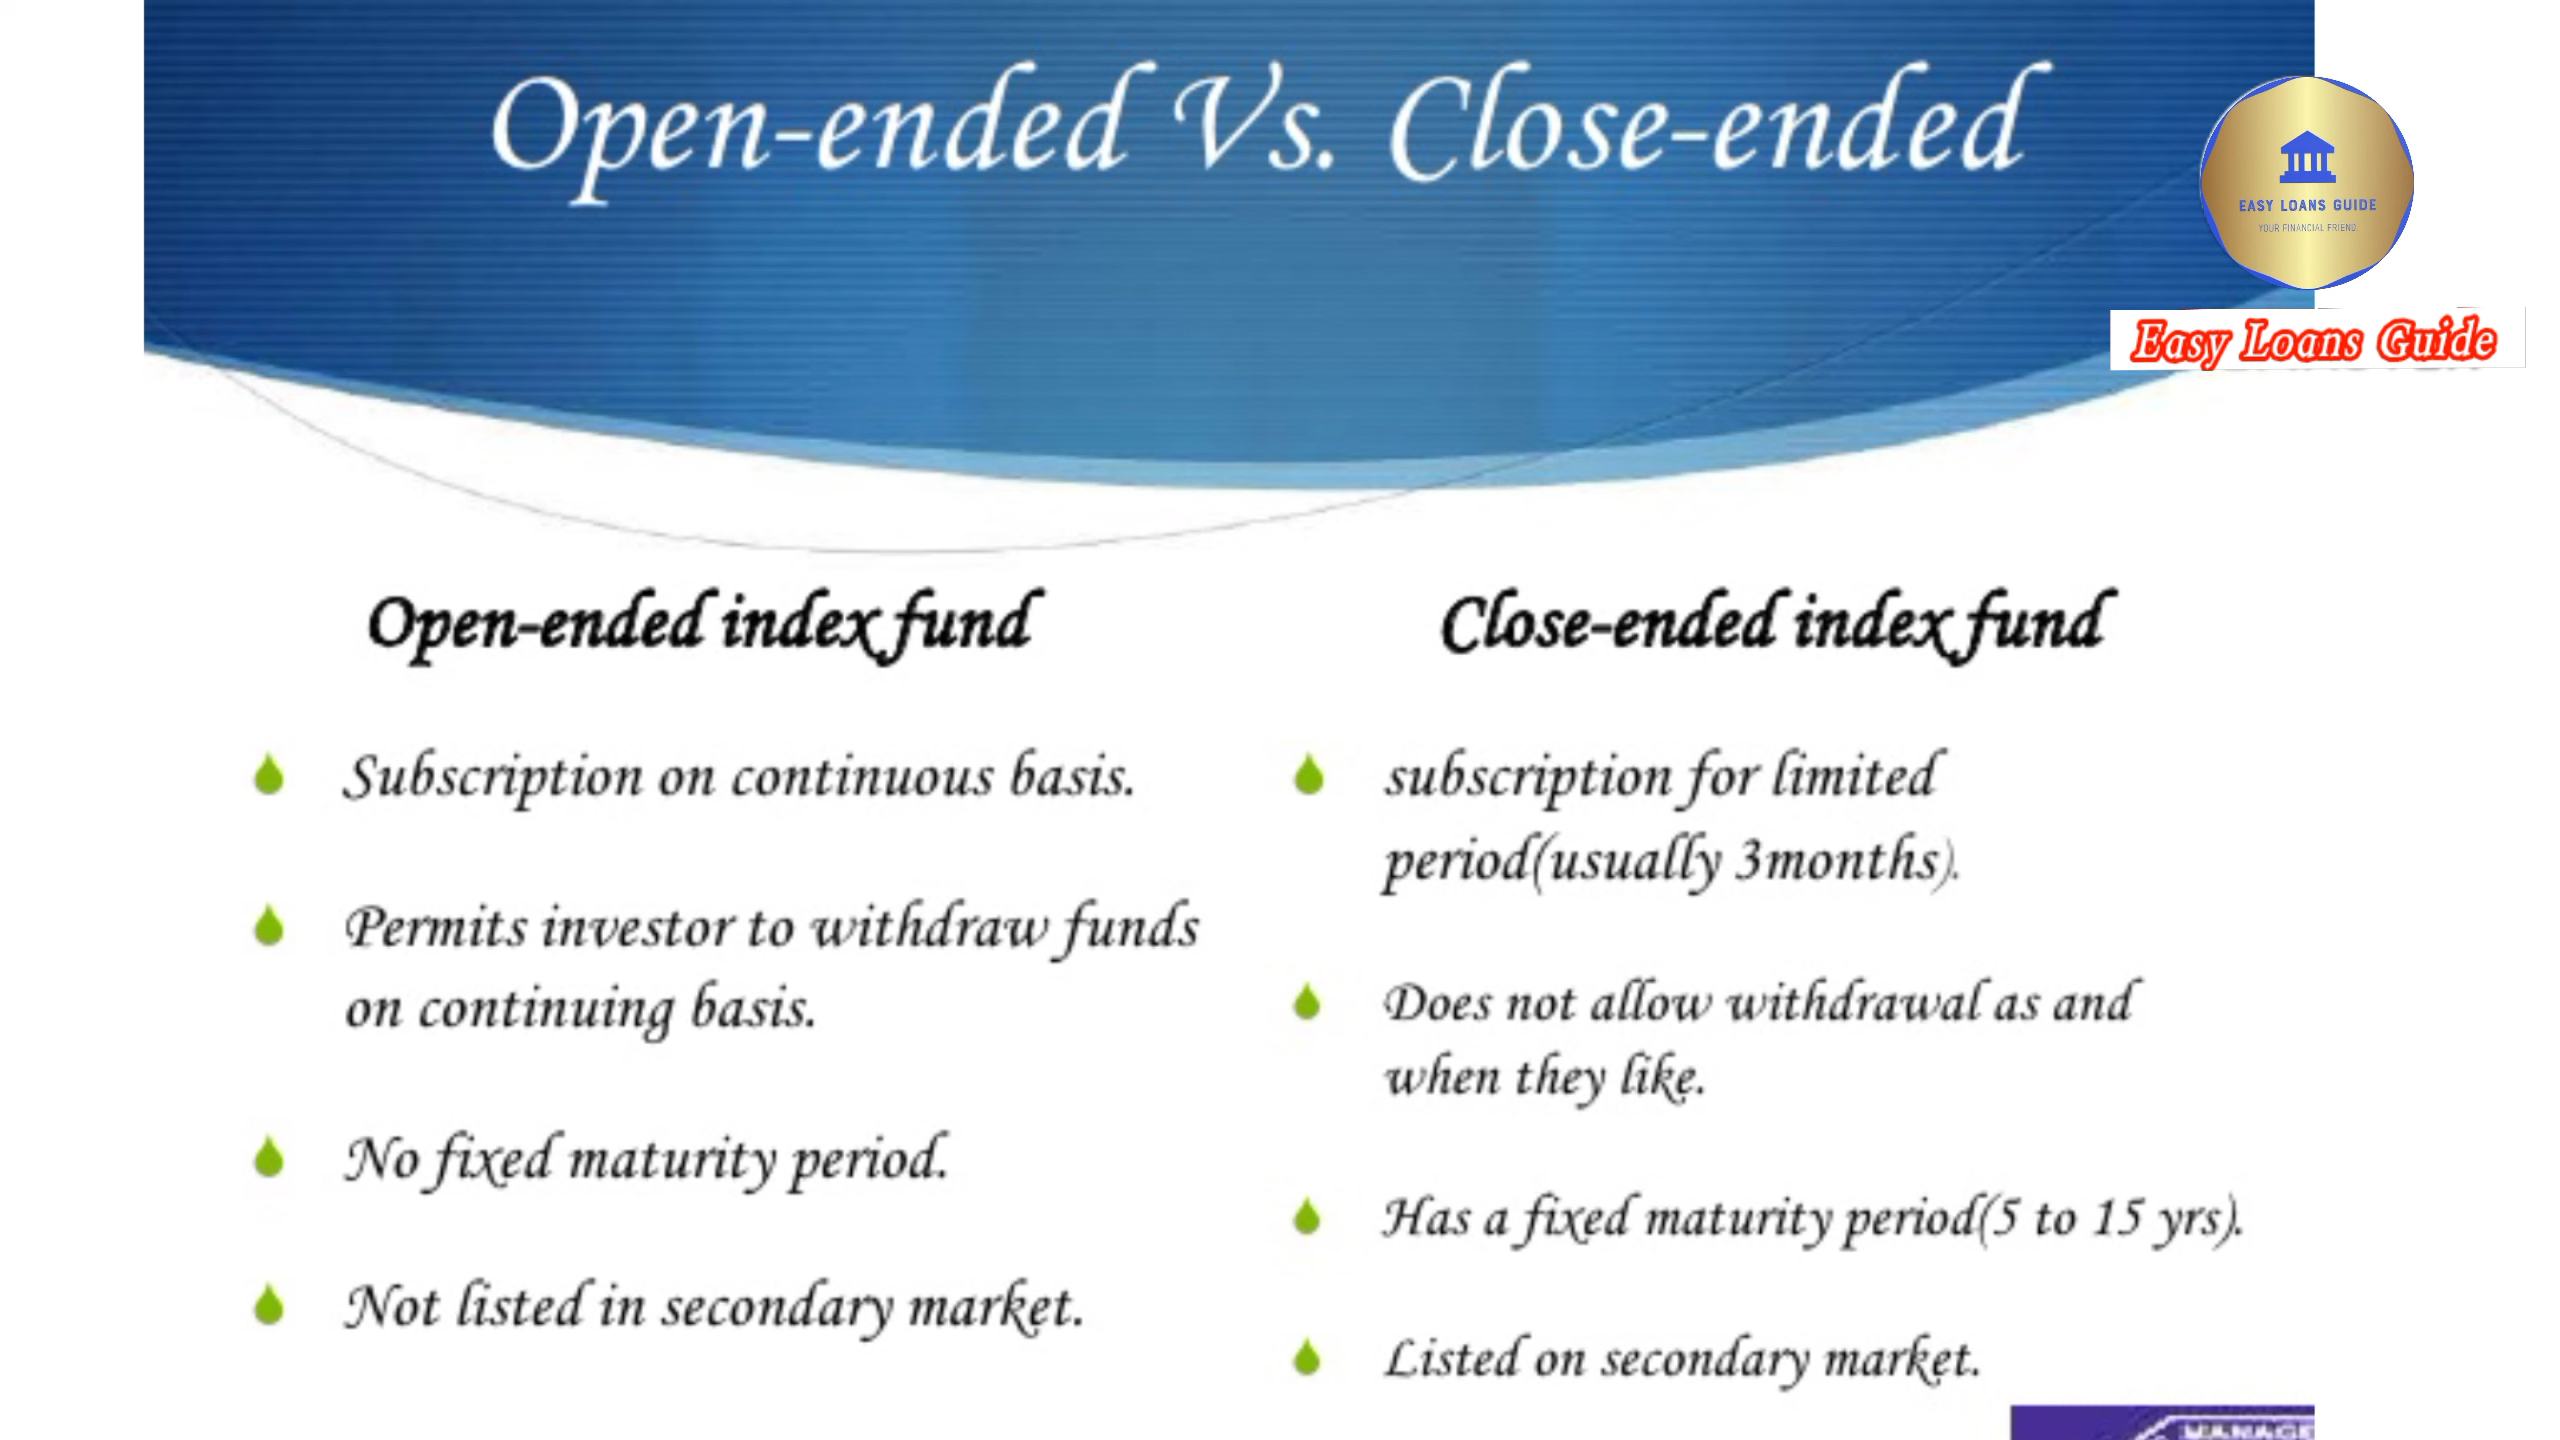 Open-ended Vs. Close-ended
EASY LOANS GUIDE
YOUR FINANCIAL FRIEND.
Easy Loans Guide
Open-ended index fund
Subscription on continuous basis.
Permits investor to withdraw funds
on continuing basis.
No fixed maturity period.
Not listed in secondary market.
Close-ended index fund
subscription for limited
period(usually 3months).
Does not allow withdrawal as and
when they like.
Has a fixed maturity period(5 to 15 yrs).
Listed on secondary market.